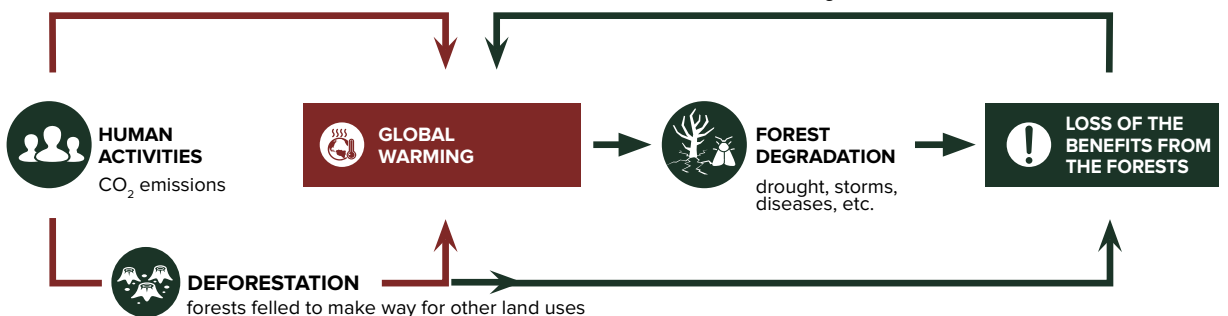 HUMAN
ACTIVITIES
CO₂ emissions
GLOBAL
WARMING
FOREST
DEGRADATION
drought, storms,
diseases, etc.
LOSS OF THE
BENEFITS FROM
THE FORESTS
DEFORESTATION
forests felled to make way for other land uses